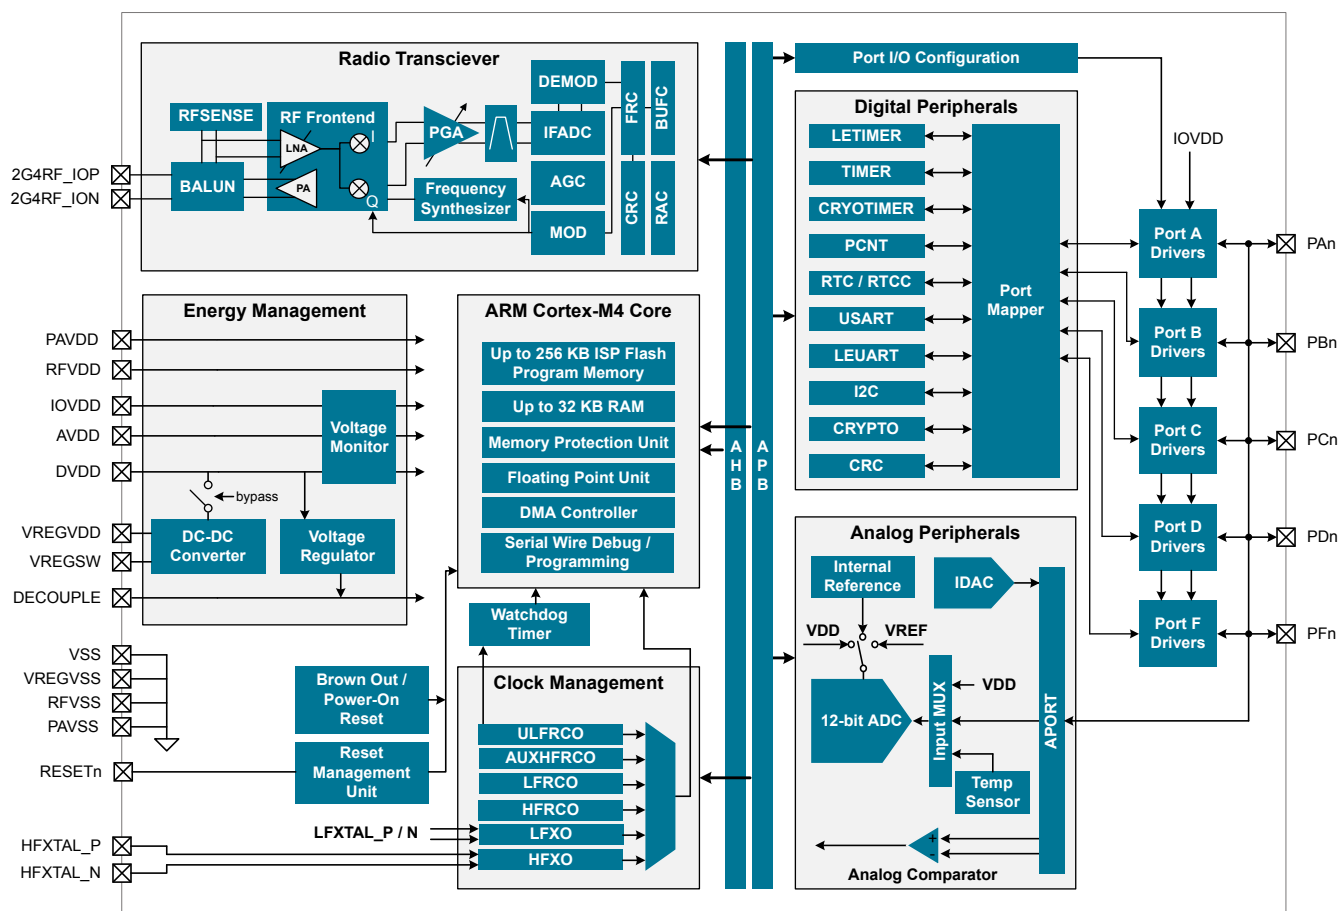 Radio Transciever
RFSENSE
RF Frontend
LNA
I
PA
Q
BALUN
PGA
Frequency
Synthesizer
DEMOD
IFADC
AGC
MOD
FRC
BUFC
CRC
RAC
2G4RF_IOP
2G4RF_ION
Energy Management
PAVDD
RFVDD
IOVDD
AVDD
DVDD
VREGVDD
VREGSW
DECOUPLE
Voltage
Monitor
bypass
DC-DC
Converter
Voltage
Regulator
VSS
VREGVSS
RFVSS
PAVSS
RESETn
HFXTAL_P
HFXTAL_N
ARM Cortex-M4 Core
Up to 256 KB ISP Flash
Program Memory
Up to 32 KB RAM
Memory Protection Unit
Floating Point Unit
DMA Controller
Serial Wire Debug /
Programming
Watchdog
Timer
Brown Out /
Power-On
Reset
Reset
Management
Unit
Clock Management
ULFRCO
AUXHFRCO
LFRCO
HFRCO
LFXO
HFXO
LFXTAL_P / N
AHB
APB
Port I/O Configuration
Digital Peripherals
LETIMER
TIMER
CRYOTIMER
PCNT
RTC / RTCC
USART
LEUART
I2C
CRYPTO
CRC
Port
Mapper
IOVDD
Port A
Drivers
Port B
Drivers
Port C
Drivers
Port D
Drivers
Port F
Drivers
PAn
PBn
PCn
PDn
PFn
Analog Peripherals
Internal
Reference
IDAC
VDD
VREF
12-bit ADC
Input MUX
VDD
APORT
Temp
Sensor
+
-
Analog Comparator